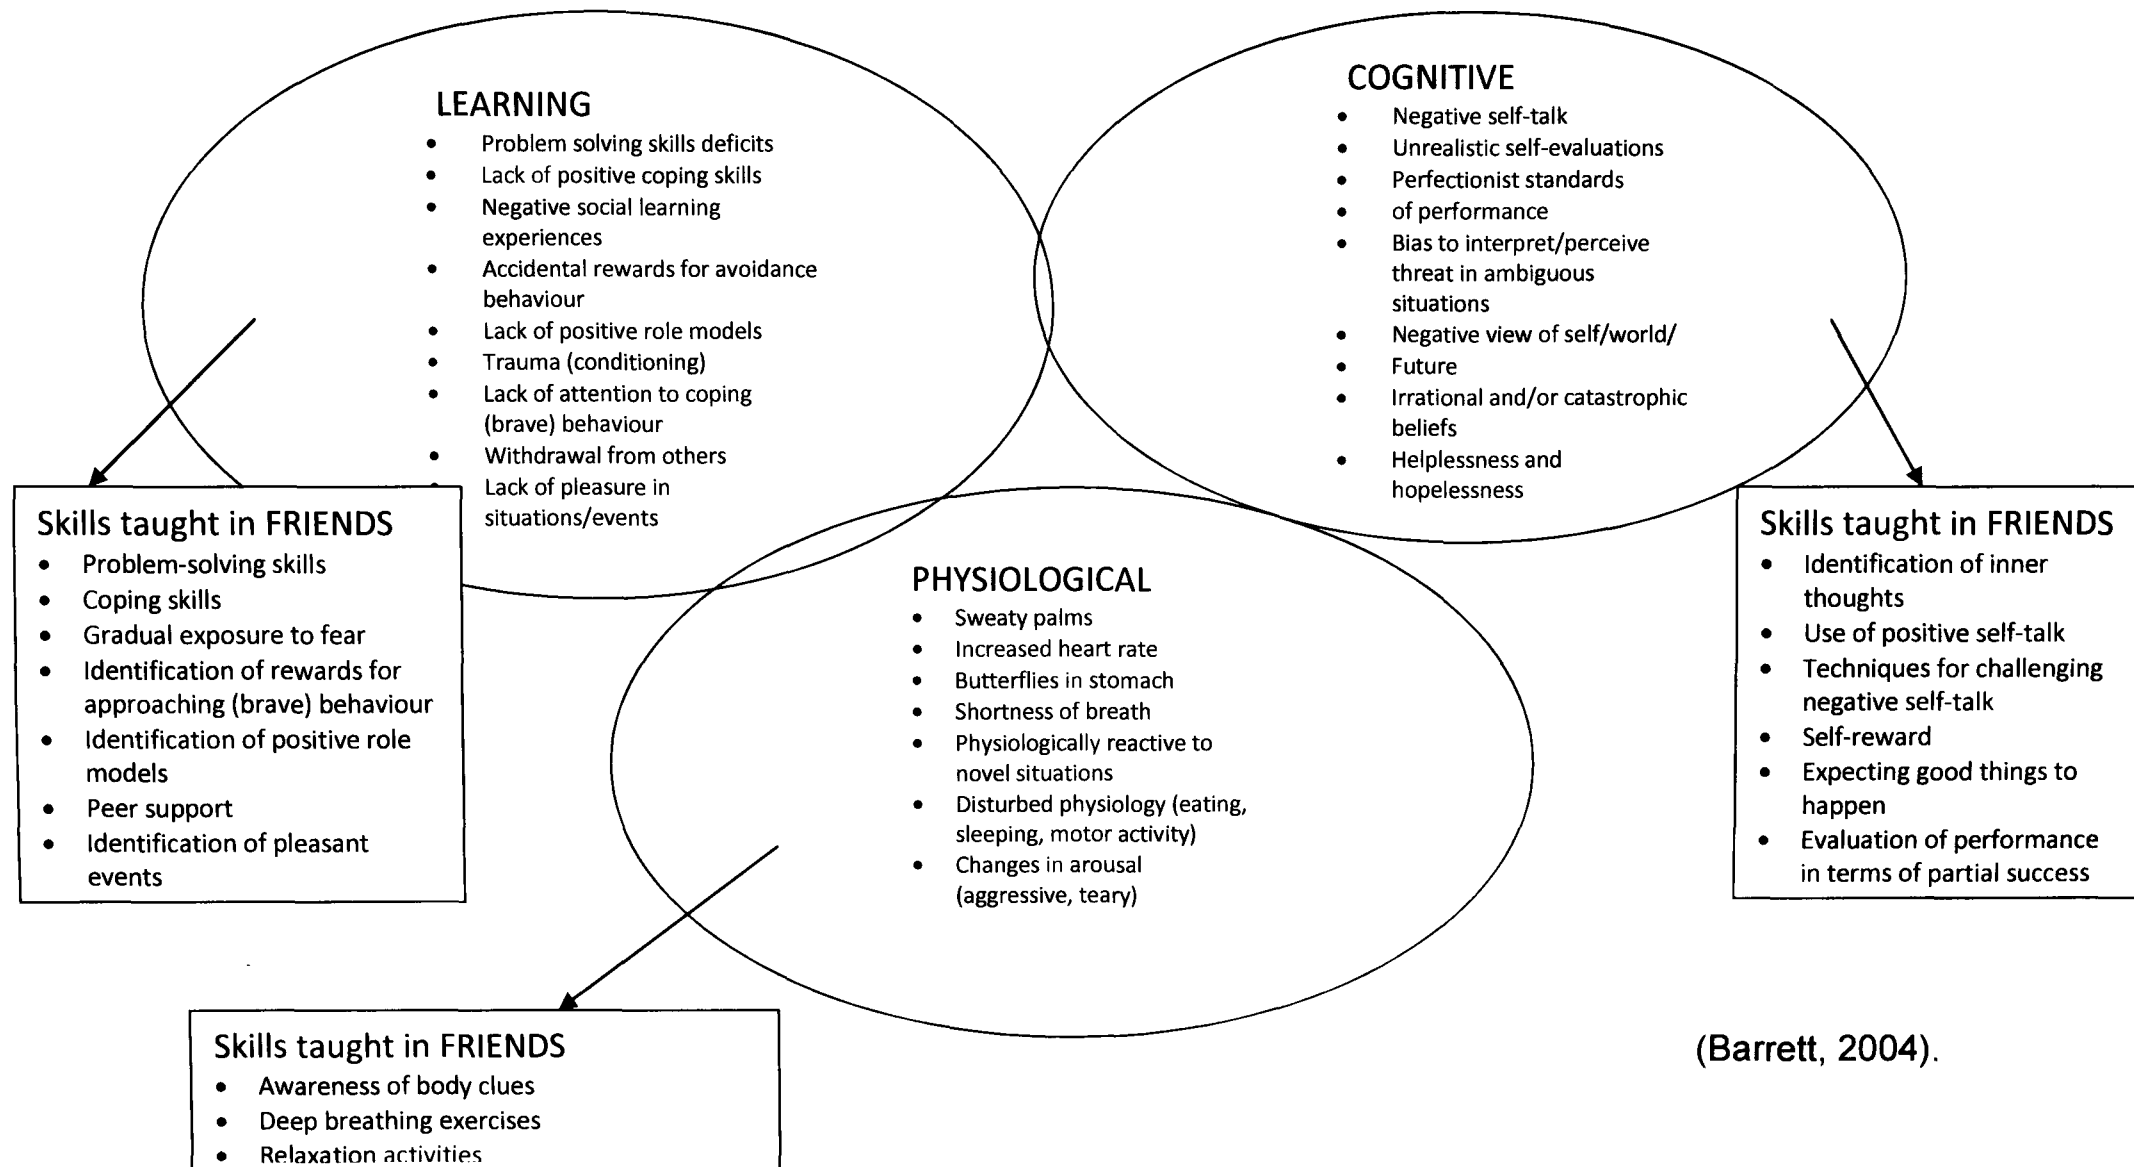 LEARNING
• Problem solving skills deficits
• Lack of positive coping skills
• Negative social learning
experiences
• Accidental rewards for avoidance
behaviour
• Lack of positive role models
• Trauma (conditioning)
• Lack of attention to coping
(brave) behaviour
• Withdrawal from others
• Lack of pleasure in
situations/events
COGNITIVE
• Negative self-talk
• Unrealistic self-evaluations
• Perfectionist standards
• of performance
• Bias to interpret/perceive
threat in ambiguous
situations
• Negative view of self/world/
• Future
• Irrational and/or catastrophic
beliefs
• Helplessness and
hopelessness
Skills taught in FRIENDS
• Problem-solving skills
• Coping skills
• Gradual exposure to fear
• Identification of rewards for
approaching (brave) behaviour
• Identification of positive role
models
• Peer support
• Identification of pleasant
events
PHYSIOLOGICAL
• Sweaty palms
• Increased heart rate
• Butterflies in stomach
• Shortness of breath
• Physiologically reactive to
novel situations
• Disturbed physiology (eating,
sleeping, motor activity)
• Changes in arousal
(aggressive, teary)
Skills taught in FRIENDS
• Identification of inner
thoughts
• Use of positive self-talk
• Techniques for challenging
negative self-talk
• Self-reward
• Expecting good things to
happen
• Evaluation of performance
in terms of partial success
Skills taught in FRIENDS
• Awareness of body clues
• Deep breathing exercises
• Relaxation activities
(Barrett, 2004).